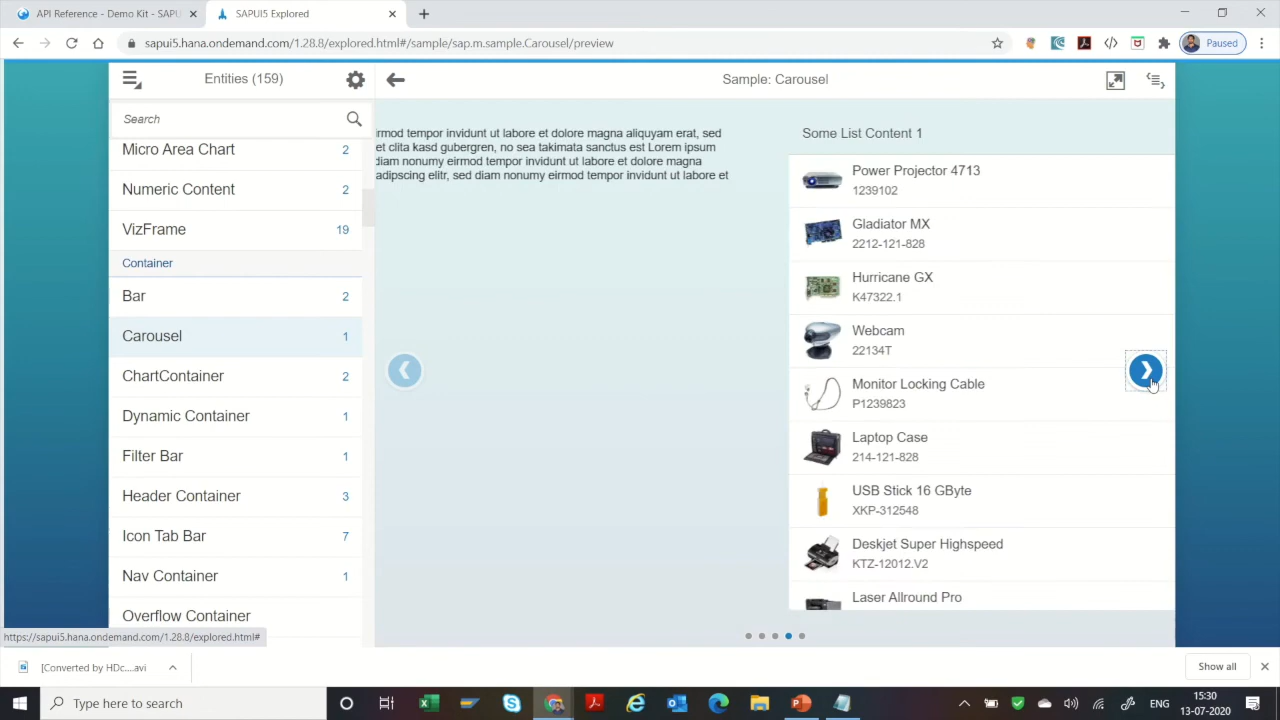 API Reference - Demo Kit - SAPU
SAPUI5 Explored
sapui5.hana.ondemand.com/1.28.8/explored.html#/sample/sap.m.sample.Carousel/preview
Paused
Entities (159)
Sample: Carousel
Search
Micro Area Chart 2
Numeric Content 2
VizFrame 19
Container
Bar 2
Carousel 1
ChartContainer 2
Dynamic Container 1
Filter Bar 1
Header Container 3
Icon Tab Bar 7
Nav Container 1
Overflow Container
irmod tempor invidunt ut labore et dolore magna aliquyam erat, sed
et clita kasd gubergren, no sea takimata sanctus est Lorem ipsum
diam nonumy eirmod tempor invidunt ut labore et dolore magna
adipscing elitr, sed diam nonumy eirmod tempor invidunt ut labore et
Some List Content 1
Power Projector 4713
1239102
Gladiator MX
2212-121-828
Hurricane GX
K47322.1
Webcam
22134T
Monitor Locking Cable
P1239823
Laptop Case
214-121-828
USB Stick 16 GByte
XKP-312548
Deskjet Super Highspeed
KTZ-12012.V2
Laser Allround Pro
https://sapui5.hana.ondemand.com/1.28.8/explored.html#
[Converted by HDc....avi
Show all
Type here to search
ENG
15:30
13-07-2020